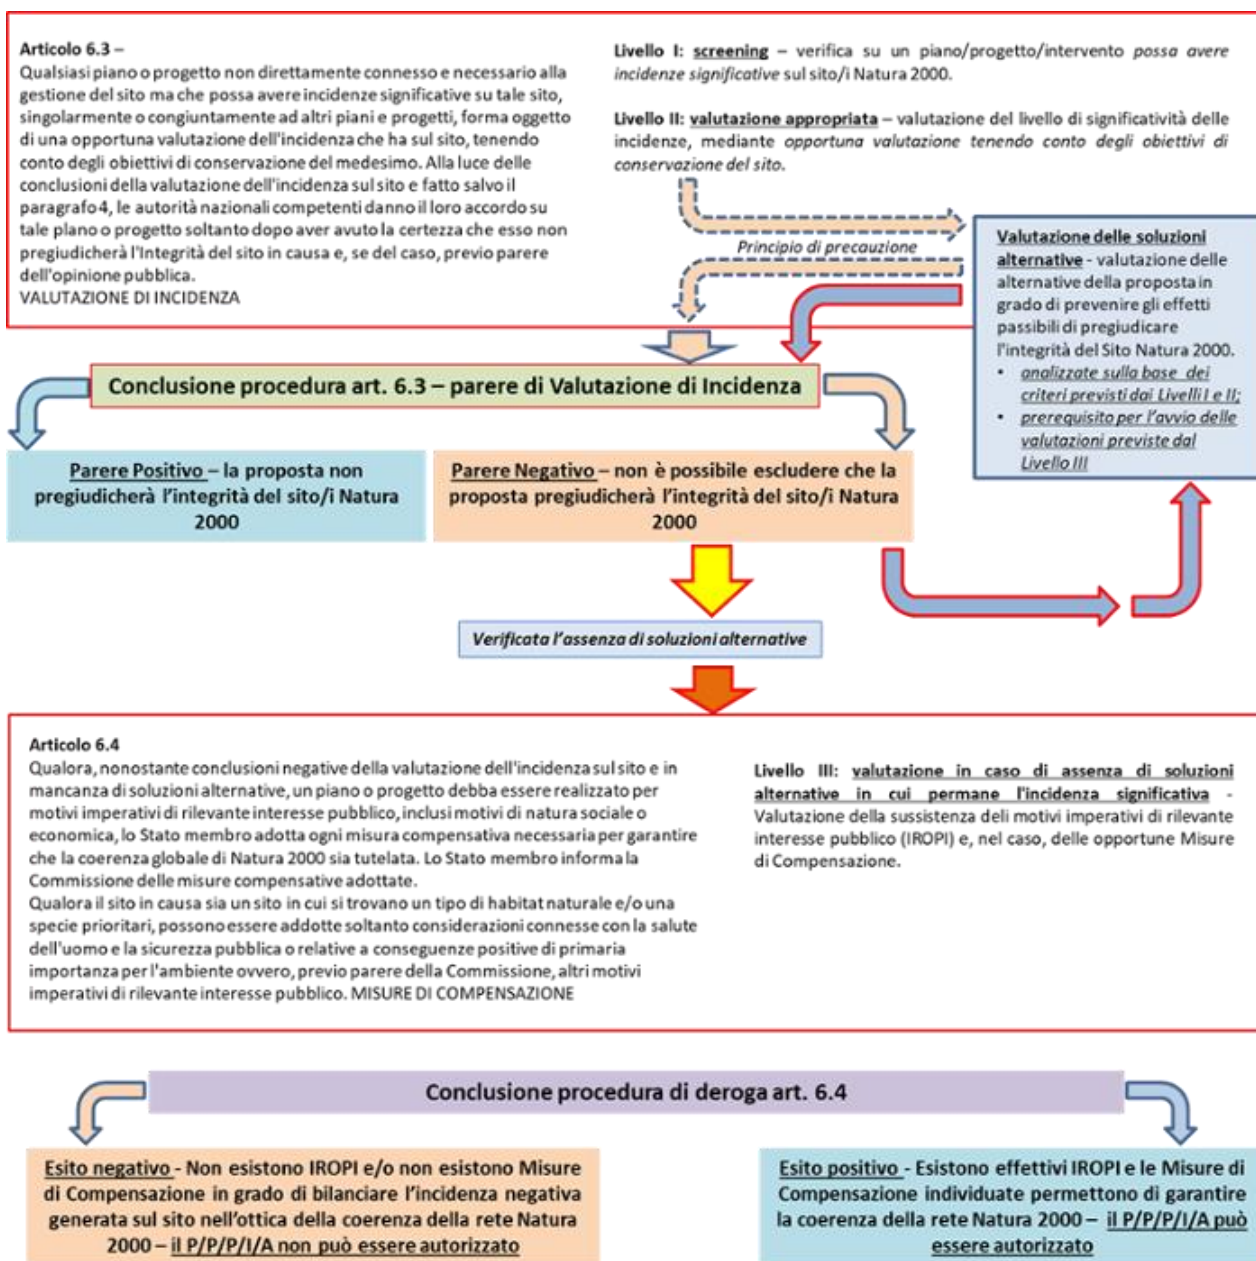 Articolo 6.3 –
Qualsiasi piano o progetto non direttamente connesso e necessario alla
gestione del sito ma che possa avere incidenze significative su tale sito,
singolarmente o congiuntamente ad altri piani e progetti, forma oggetto
di una opportuna valutazione dell'incidenza che ha sul sito, tenendo
conto degli obiettivi di conservazione del medesimo. Alla luce delle
conclusioni della valutazione dell'incidenza sul sito e fatto salvo il
paragrafo 4, le autorità nazionali competenti danno il loro accordo su
tale piano o progetto soltanto dopo aver avuto la certezza che esso non
pregiudicherà l'Integrità del sito in causa e, se del caso, previo parere
dell'opinione pubblica.
VALUTAZIONE DI INCIDENZA
Livello I: screening – verifica su un piano/progetto/intervento possa avere
incidenze significative sul sito/i Natura 2000.
Livello II: valutazione appropriata – valutazione del livello di significatività delle
incidenze, mediante opportuna valutazione tenendo conto degli obiettivi di
conservazione del sito.
Principio di precauzione
Valutazione delle soluzioni
alternative - valutazione delle
alternative della proposta in
grado di prevenire gli effetti
passibili di pregiudicare
l'integrità del Sito Natura 2000.
• analizzate sulla base dei
criteri previsti dai Livelli I e II;
• prerequisito per l'avvio delle
valutazioni previste dal
Livello III
Conclusione procedura art. 6.3 – parere di Valutazione di Incidenza
Parere Positivo – la proposta non
pregiudicherà l'integrità del sito/i Natura
2000
Parere Negativo – non è possibile escludere che la
proposta pregiudicherà l'integrità del sito/i Natura
2000
Verificata l'assenza di soluzioni alternative
Articolo 6.4
Qualora, nonostante conclusioni negative della valutazione dell'incidenza sul sito e in
mancanza di soluzioni alternative, un piano o progetto debba essere realizzato per
motivi imperativi di rilevante interesse pubblico, inclusi motivi di natura sociale o
economica, lo Stato membro adotta ogni misura compensativa necessaria per garantire
che la coerenza globale di Natura 2000 sia tutelata. Lo Stato membro informa la
Commissione delle misure compensative adottate.
Qualora il sito in causa sia un sito in cui si trovano un tipo di habitat naturale e/o una
specie prioritari, possono essere addotte soltanto considerazioni connesse con la salute
dell'uomo e la sicurezza pubblica o relative a conseguenze positive di primaria
importanza per l'ambiente ovvero, previo parere della Commissione, altri motivi
imperativi di rilevante interesse pubblico. MISURE DI COMPENSAZIONE
Livello III: valutazione in caso di assenza di soluzioni
alternative in cui permane l'incidenza significativa -
Valutazione della sussistenza deli motivi imperativi di rilevante
interesse pubblico (IROPI) e, nel caso, delle opportune Misure
di Compensazione.
Conclusione procedura di deroga art. 6.4
Esito negativo - Non esistono IROPI e/o non esistono Misure
di Compensazione in grado di bilanciare l'incidenza negativa
generata sul sito nell'ottica della coerenza della rete Natura
2000 – il P/P/P/I/A non può essere autorizzato
Esito positivo - Esistono effettivi IROPI e le Misure di
Compensazione individuate permettono di garantire
la coerenza della rete Natura 2000 – il P/P/P/I/A può
essere autorizzato